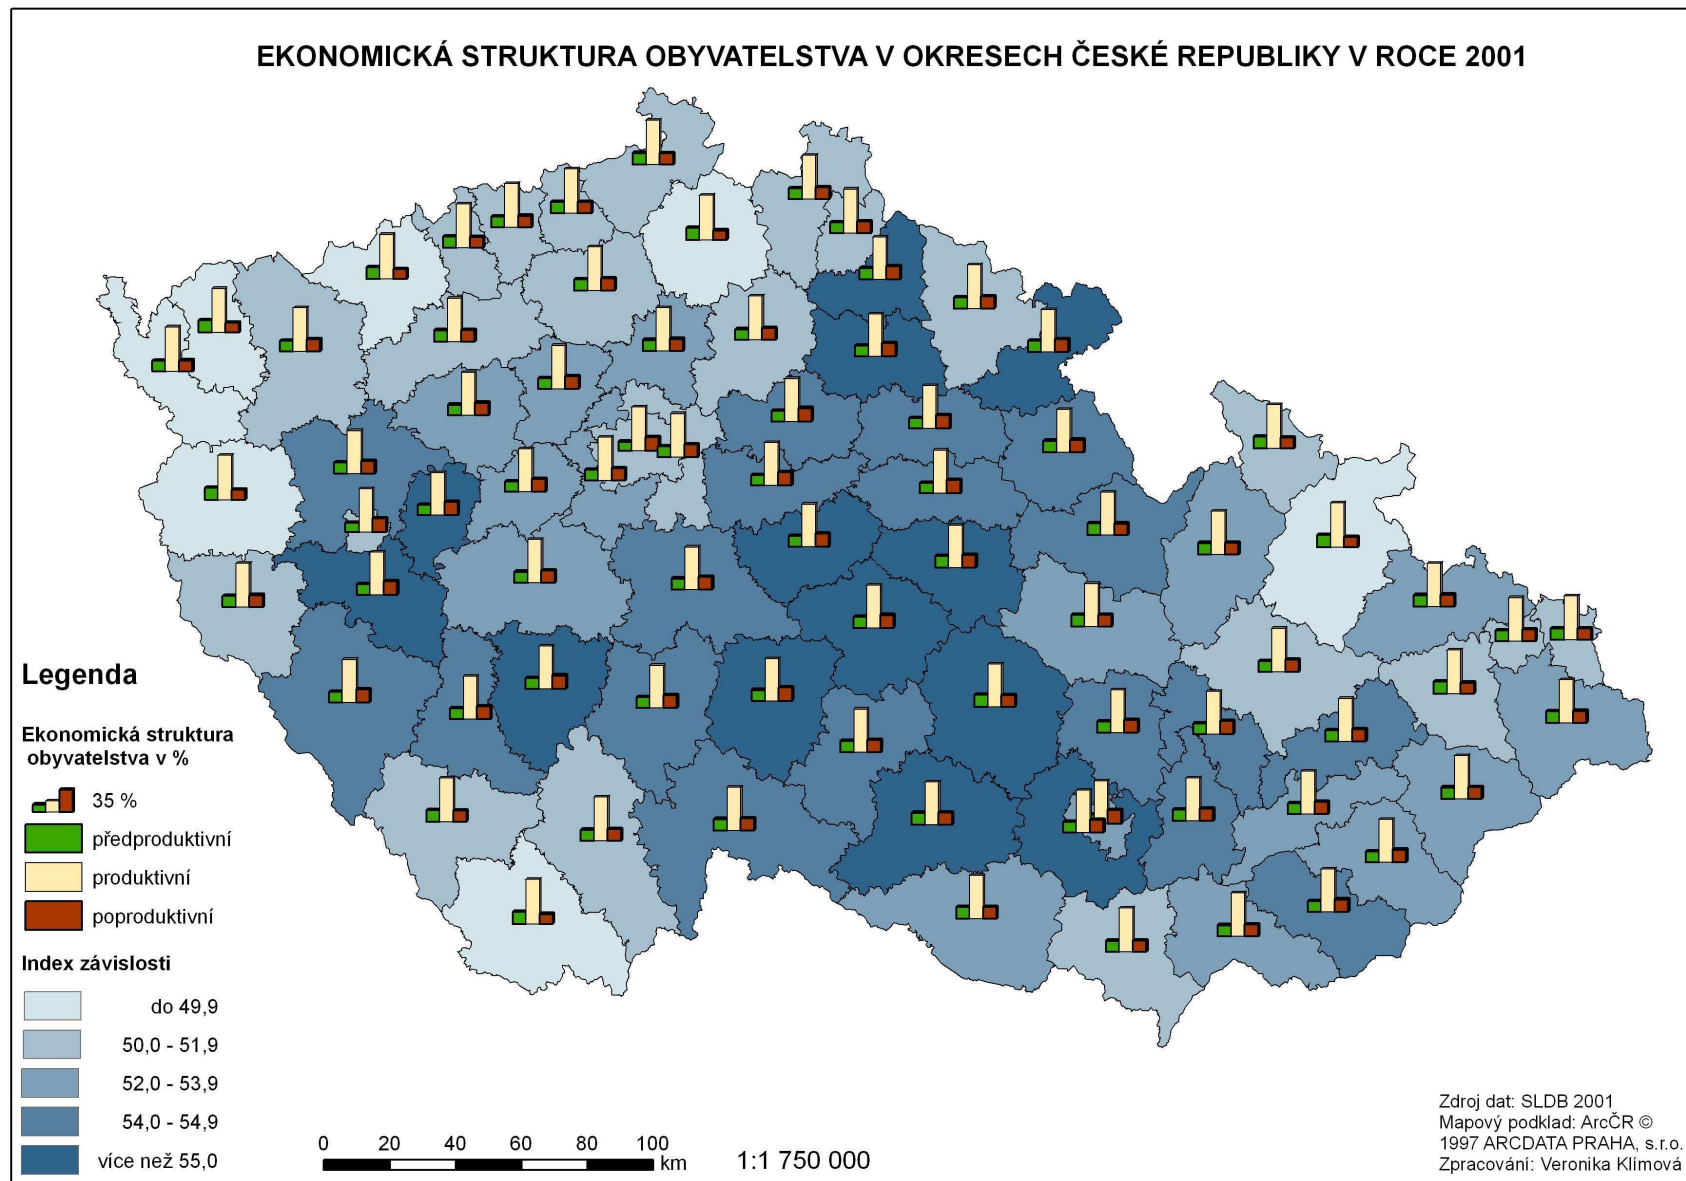 EKONOMICKÁ STRUKTURA OBYVATELSTVA V OKRESECH ČESKÉ REPUBLIKY V ROCE 2001
Legenda
Ekonomická struktura
obyvatelstva v %
35 %
předproduktivní
produktivní
poproduktivní
Index závislosti
do 49,9
50,0 - 51,9
52,0 - 53,9
54,0 - 54,9
více než 55,0
0 20 40 60 80 100
km
1:1 750 000
Zdroj dat: SLDB 2001
Mapový podklad: ArcČR ©
1997 ARCDATA PRAHA, s.r.o.
Zpracování: Veronika Klímová